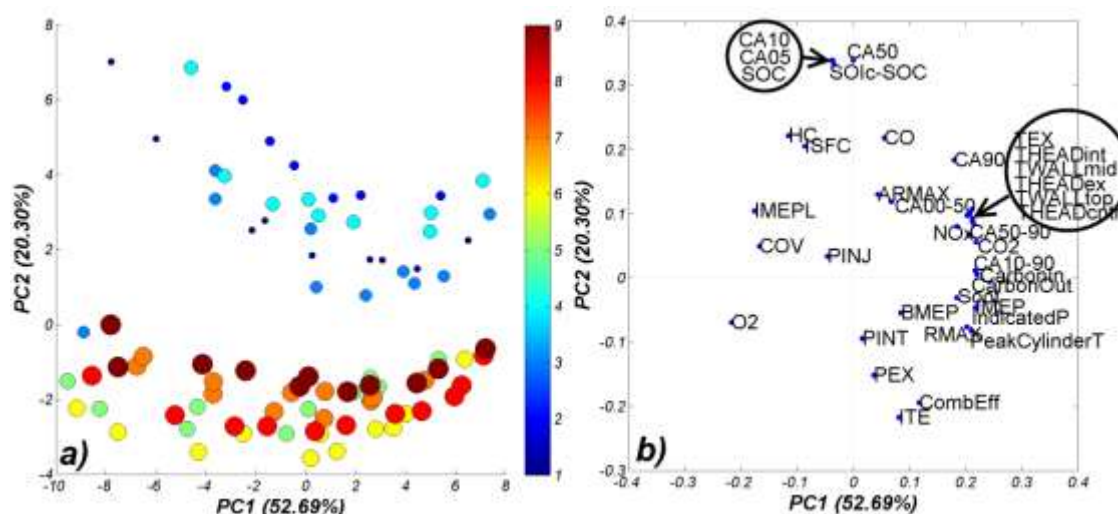 8
6
4
2
0
-2
-4
-10 -8 -6 -4 -2 0 2 4 6 8
PC2 (20.30%)
PC1 (52.69%)
a)
9
8
7
6
5
4
3
2
1
0.4
0.3
0.2
0.1
0
-0.1
-0.2
-0.3
-0.4 -0.3 -0.2 -0.1 0 0.1 0.2 0.3 0.4
PC2 (20.30%)
PC1 (52.69%)
b)
CA10
CA05
SOC
CA50
SOIc-SOC
HC
SFC
CO
CA90
TEX
THEADint
TWALLmid
THEADex
TWALLtop
ARMAX
CA00-50
IMEPL
COV
PINJ
NOx
CA50-90
CO2
CA10-90
CarbonIn
CarbonOut
Soot
IMEP
BMEP
IndicatedP
O2
PINT
RMAX
PeakCylinderT
PEX
CombEff
ITE